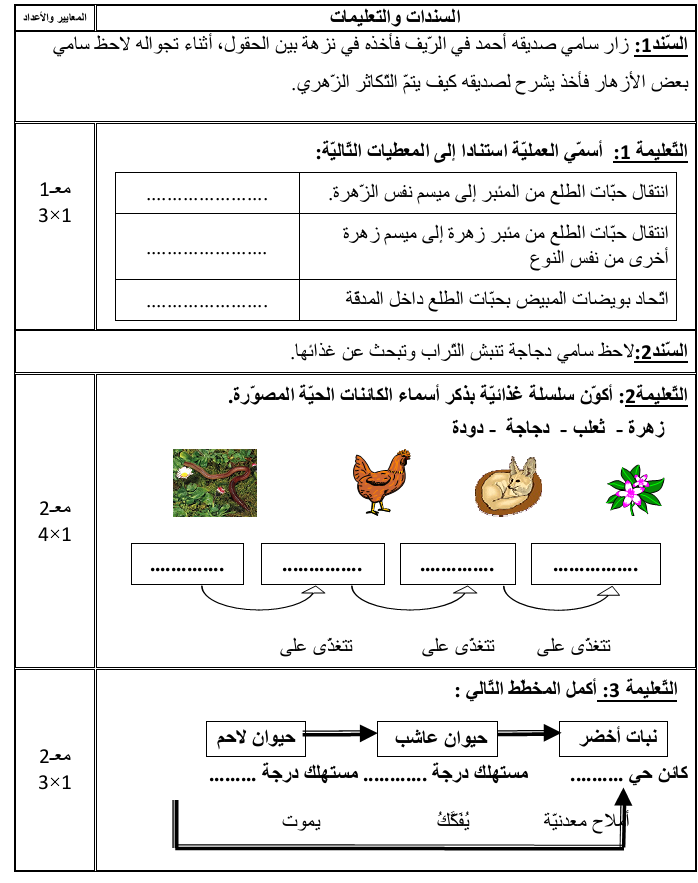 السندات والتعليمات
المعايير والأعداد
السّند1: زار سامي صديقه أحمد في الرّيف فأخذه في نزهة بين الحقول، أثناء تجواله لاحظ سامي
بعض الأزهار فأخذ يشرح لصديقه كيف يتمّ التّكاثر الزّهري.
التّعليمة 1: أسمّي العمليّة استنادا إلى المعطيات التّاليّة:
معـ1
3×1
انتقال حبّات الطلع من المئبر إلى ميسم نفس الزّهرة. .......................
انتقال حبّات الطلع من مئبر زهرة إلى ميسم زهرة
أخرى من نفس النوع .......................
اتّحاد بويضات المبيض بحبّات الطلع داخل المدقّة .......................
السّند2:لاحظ سامي دجاجة تنبش التّراب وتبحث عن غذائها.
التّعليمة2: أكوّن سلسلة غذائيّة بذكر أسماء الكائنات الحيّة المصوّرة.
زهرة - ثعلب - دجاجة - دودة
معـ2
4×1
................ .............. ............... ..............
تتغذّى على تتغذّى على تتغذّى على
التّعليمة 3: أكمل المخطّط التّالي :
معـ2
3×1
نبات أخضر حيوان عاشب حيوان لاحم
كائن حي .......... مستهلك درجة ............ مستهلك درجة .........
أملاح معدنيّة يُفَكَّكُ يموت